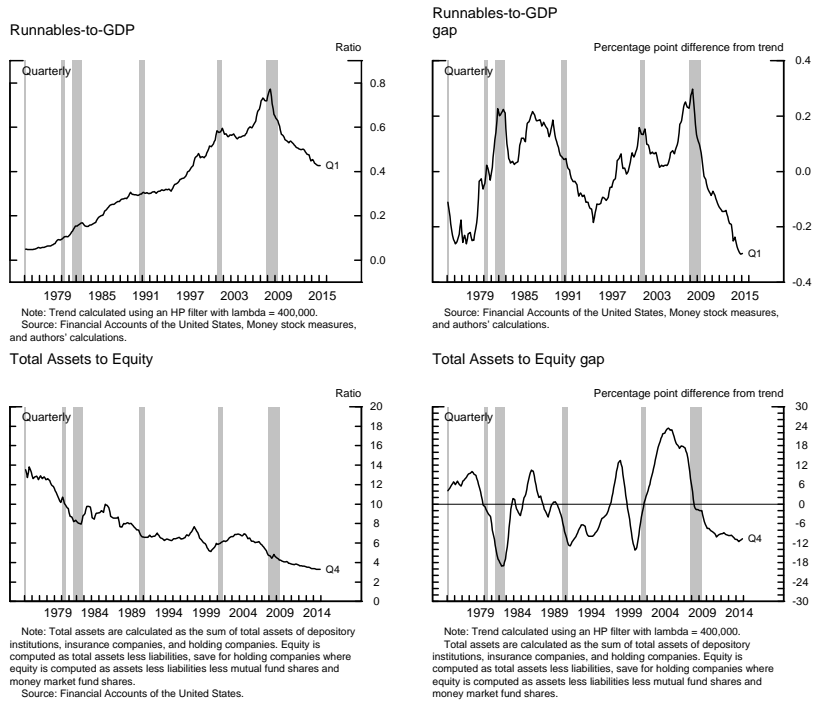 Runnables-to-GDP
Ratio
Quarterly
0.8
0.6
0.4
0.2
0.0
Q1
1979 1985 1991 1997 2003 2009 2015
Note: Trend calculated using an HP filter with lambda = 400,000.
Source: Financial Accounts of the United States, Money stock measures,
and authors' calculations.
Runnables-to-GDP
gap
Percentage point difference from trend
Quarterly
0.4
0.2
0.0
-0.2
-0.4
Q1
1979 1985 1991 1997 2003 2009 2015
Source: Financial Accounts of the United States, Money stock measures,
and authors' calculations.
Total Assets to Equity
Ratio
Quarterly
20
18
16
14
12
10
8
6
4
2
0
Q4
1979 1984 1989 1994 1999 2004 2009 2014
Note: Total assets are calculated as the sum of total assets of depository
institutions, insurance companies, and holding companies. Equity is
computed as total assets less liabilities, save for holding companies where
equity is computed as assets less liabilities less mutual fund shares and
money market fund shares.
Source: Financial Accounts of the United States.
Total Assets to Equity gap
Percentage point difference from trend
Quarterly
30
24
18
12
6
0
-6
-12
-18
-24
-30
Q4
1979 1984 1989 1994 1999 2004 2009 2014
Note: Trend calculated using an HP filter with lambda = 400,000.
Total assets are calculated as the sum of total assets of depository
institutions, insurance companies, and holding companies. Equity is
computed as total assets less liabilities, save for holding companies where
equity is computed as assets less liabilities less mutual fund shares and
money market fund shares.